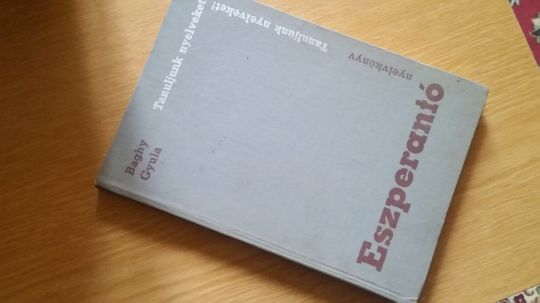 Baghy
Gyula
Tanuljunk nyelveket!
Tanuljunk nyelveket!
nyelvkönyv
Eszperantó